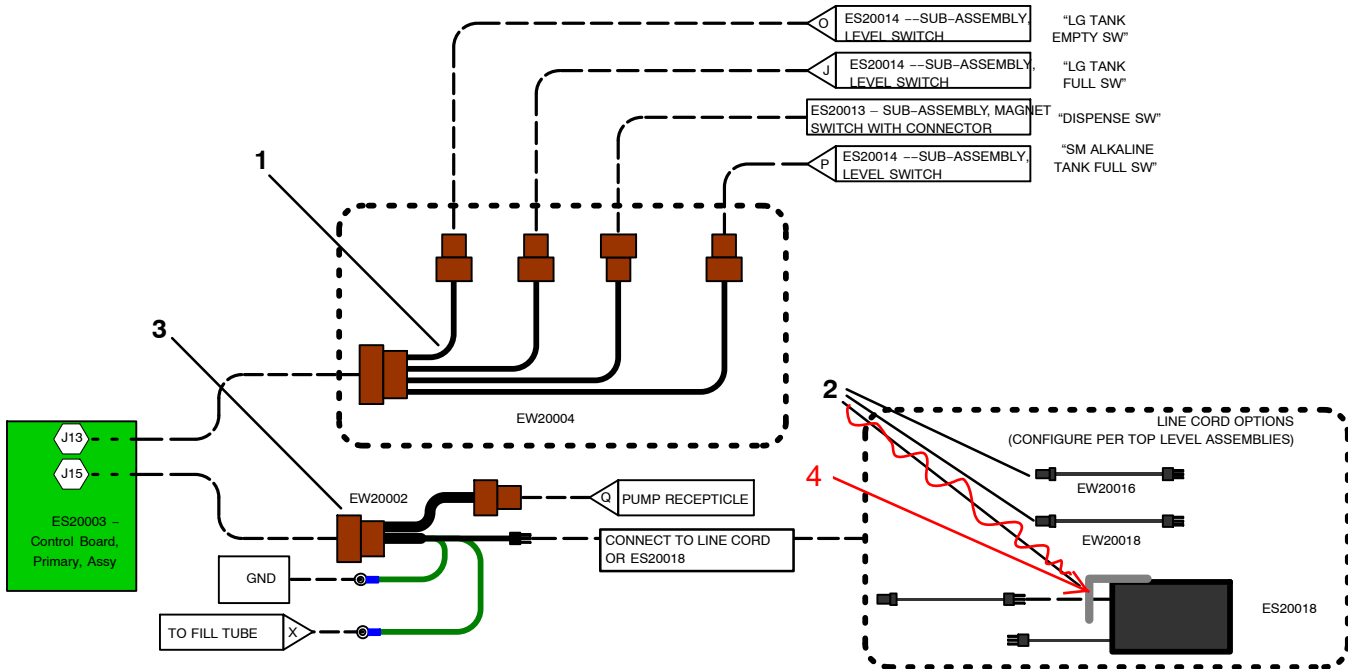 O
ES20014 --SUB-ASSEMBLY,
LEVEL SWITCH
“LG TANK
EMPTY SW”
J
ES20014 --SUB-ASSEMBLY,
LEVEL SWITCH
“LG TANK
FULL SW”
ES20013 – SUB-ASSEMBLY, MAGNET
SWITCH WITH CONNECTOR
“DISPENSE SW”
P
ES20014 --SUB-ASSEMBLY,
LEVEL SWITCH
“SM ALKALINE
TANK FULL SW”
1
3
EW20004
2
LINE CORD OPTIONS
(CONFIGURE PER TOP LEVEL ASSEMBLIES)
J13
J15
ES20003 –
Control Board,
Primary, Assy
EW20002
Q
PUMP RECEPTICLE
4
EW20016
EW20018
CONNECT TO LINE CORD
OR ES20018
GND
TO FILL TUBE
X
ES20018